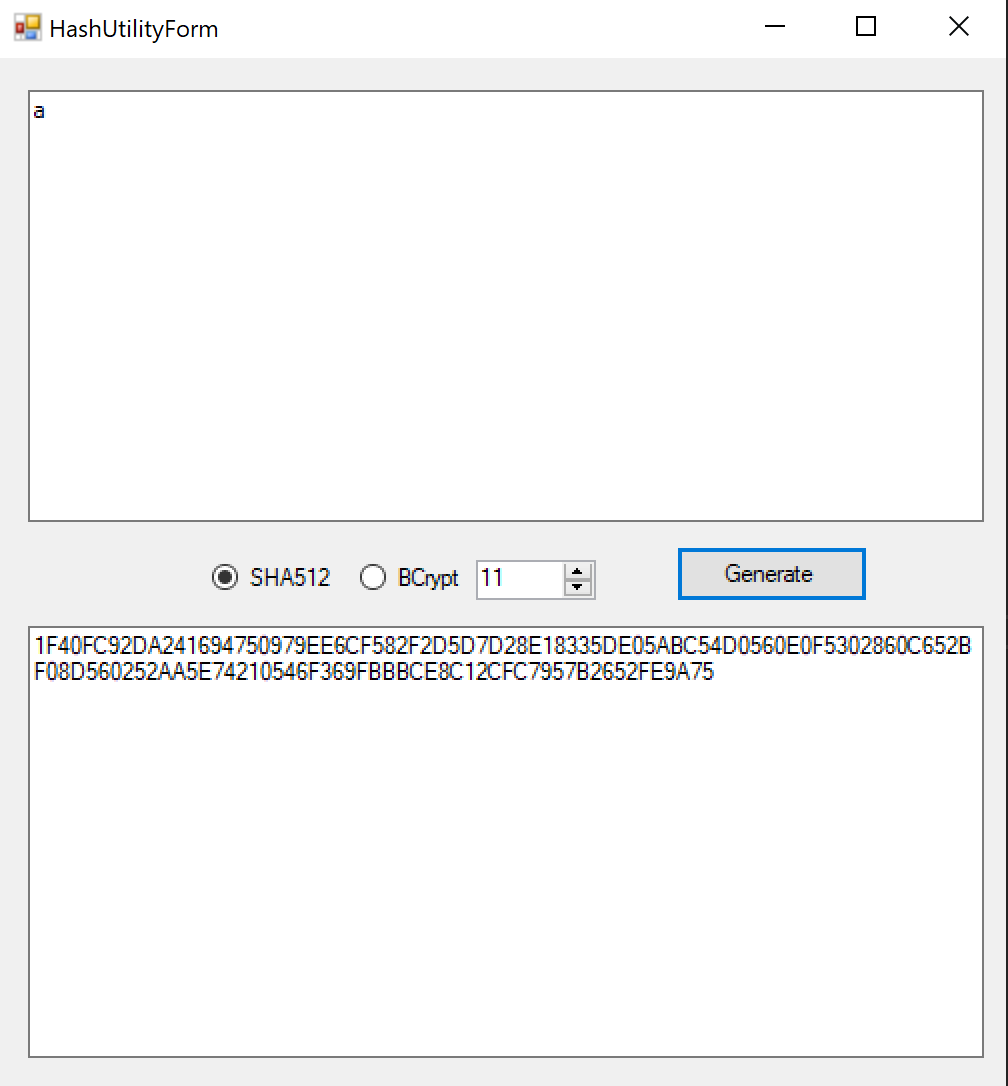 HashUtilityForm
a
SHA512 BCrypt 11 Generate
1F40FC92DA241694750979EE6CF582F2D5D7D28E18335DE05ABC54D0560E0F5302860C652B
F08D560252AA5E74210546F369FBBBCE8C12CFC7957B2652FE9A75